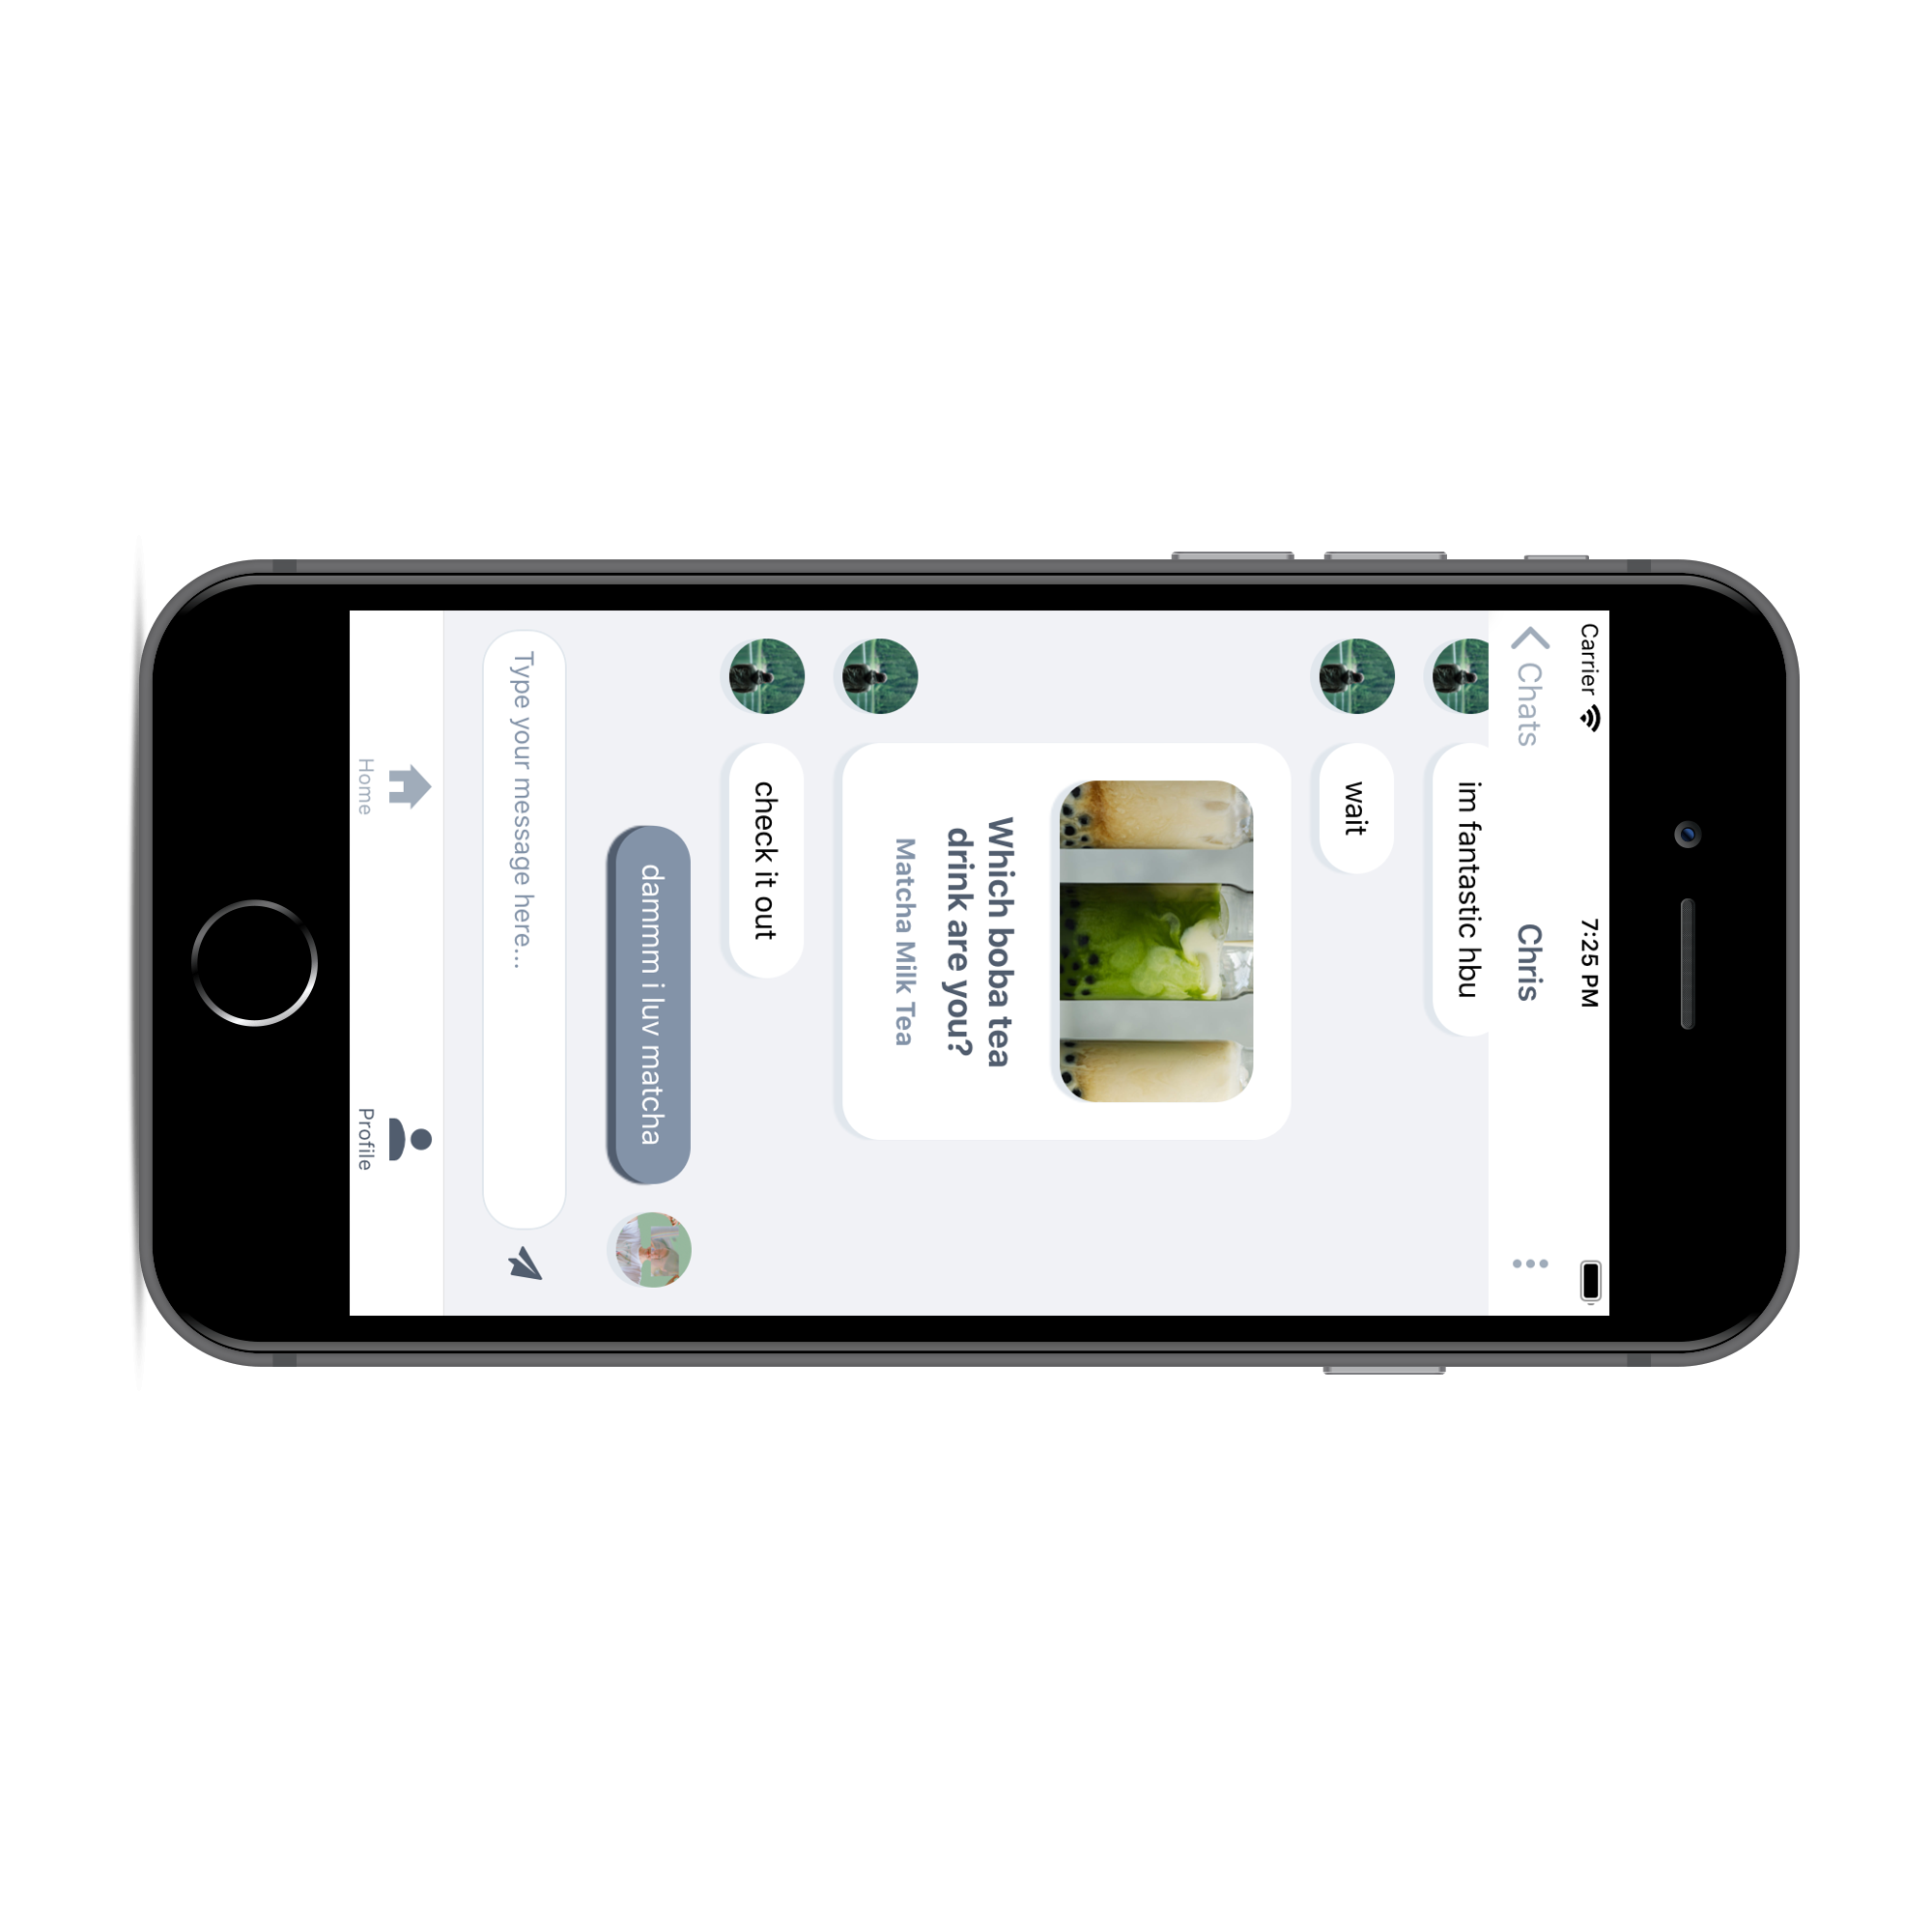 Carrier 7:25 PM
Chats Chris
im fantastic hbu
wait
Which boba tea
drink are you?
Matcha Milk Tea
check it out
dammm i luv matcha
Type your message here...
Home Profile